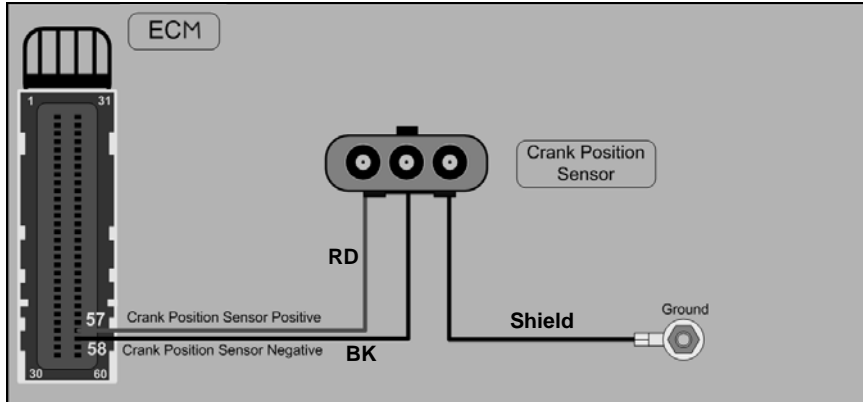 ECM
1 31
Crank Position
Sensor
RD
57 Crank Position Sensor Positive
Ground
Shield
58 Crank Position Sensor Negative
BK
30 60